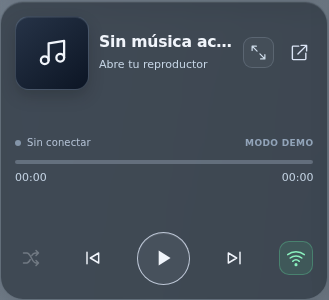 Sin música ac...
Abre tu reproductor
Sin conectar
MODO DEMO
00:00
00:00